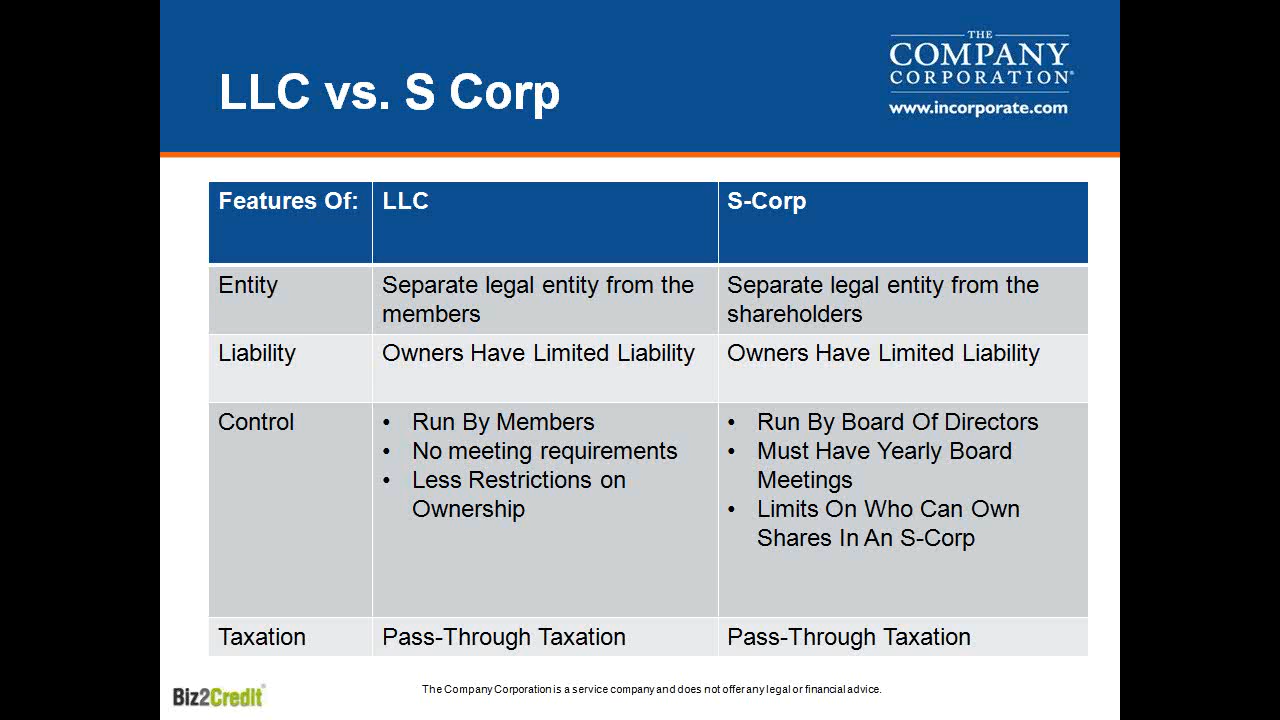 LLC vs. S Corp
THE
COMPANY
CORPORATION®
www.incorporate.com
Features Of:
LLC
S-Corp
Entity
Separate legal entity from the
members
Separate legal entity from the
shareholders
Liability
Owners Have Limited Liability
Owners Have Limited Liability
Control
• Run By Members
• No meeting requirements
• Less Restrictions on
Ownership
• Run By Board Of Directors
• Must Have Yearly Board
Meetings
• Limits On Who Can Own
Shares In An S-Corp
Taxation
Pass-Through Taxation
Pass-Through Taxation
Biz2Credit®
The Company Corporation is a service company and does not offer any legal or financial advice.